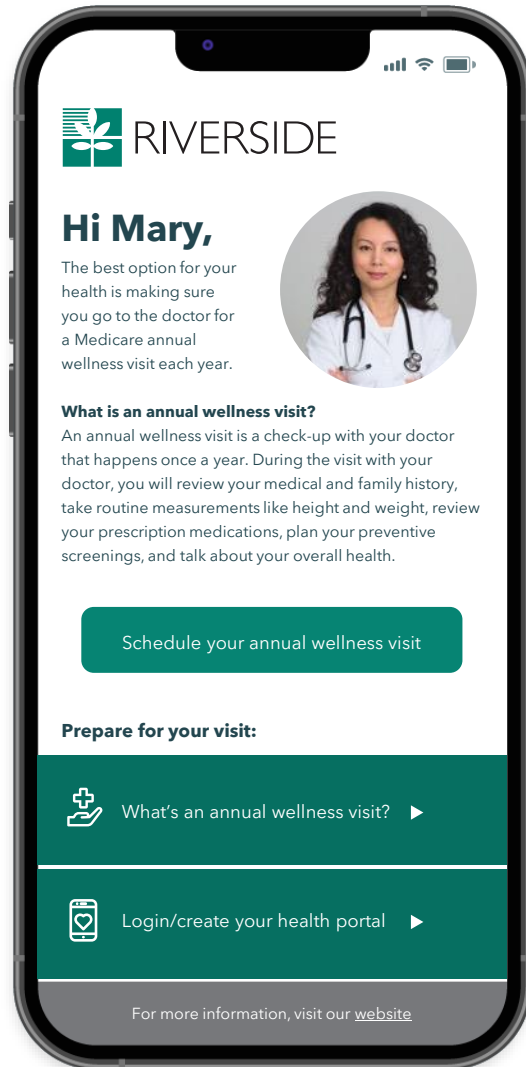 RIVERSIDE
Hi Mary,
The best option for your
health is making sure
you go to the doctor for
a Medicare annual
wellness visit each year.
What is an annual wellness visit?
An annual wellness visit is a check-up with your doctor
that happens once a year. During the visit with your
doctor, you will review your medical and family history,
take routine measurements like height and weight, review
your prescription medications, plan your preventive
screenings, and talk about your overall health.
Schedule your annual wellness visit
Prepare for your visit:
What's an annual wellness visit?
Login/create your health portal
For more information, visit our website